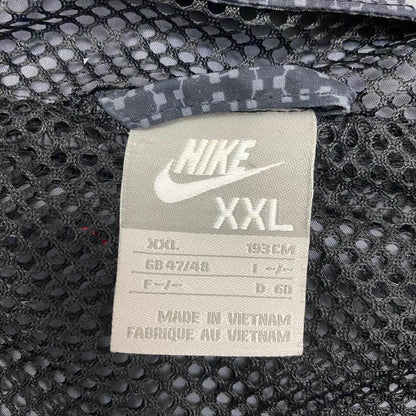 NIKE
XXL
XXL 193CM
GB 47/48 I -/-
F -/- D 60
MADE IN VIETNAM
FABRIQUE AU VIETNAM